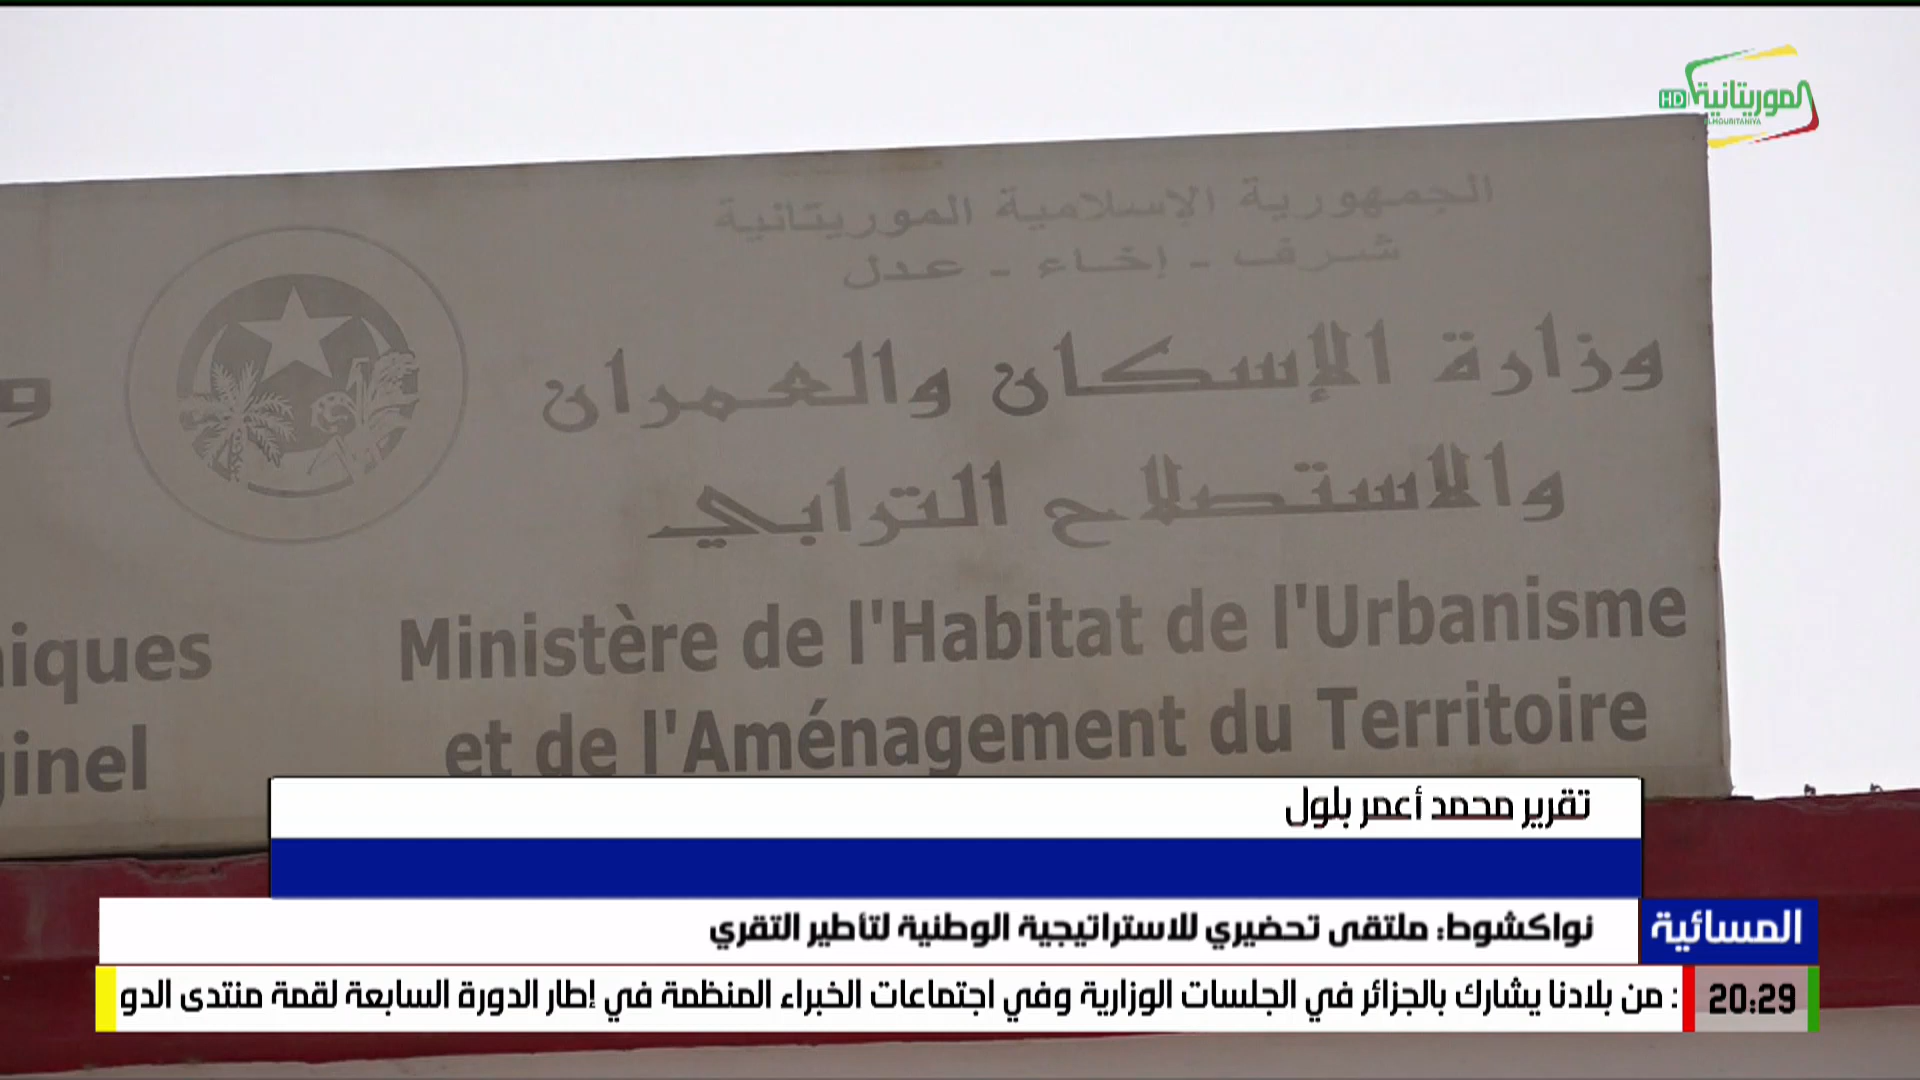 الموريتانية
HD
ALMOURITANIYA
الجمهورية الإسلامية الموريتانية
شرف - إخاء - عدل
وزارة الإسكان والعمران
والاستصلاح الترابي
Ministère de l'Habitat de l'Urbanisme
et de l'Aménagement du Territoire
تقرير محمد أعمر بلول
المسائية
نواكشوط: ملتقى تحضيري للاستراتيجية الوطنية لتأطير التقري
20:29
: من بلادنا يشارك بالجزائر في الجلسات الوزارية وفي اجتماعات الخبراء المنظمة في إطار الدورة السابعة لقمة منتدى الدو